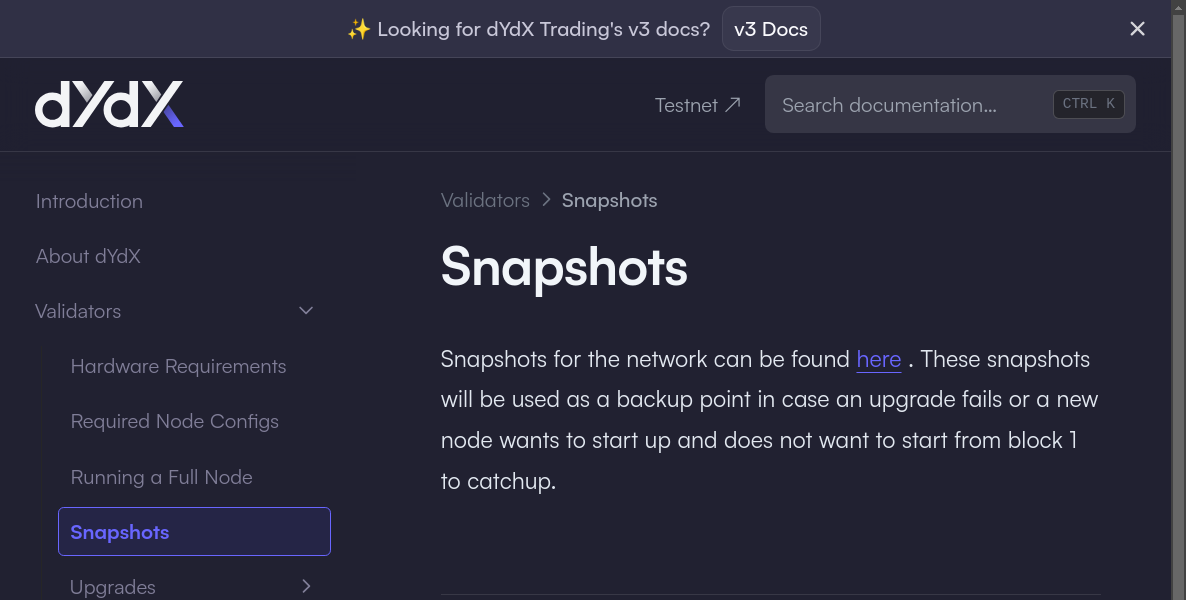 ✨ Looking for dYdX Trading's v3 docs? v3 Docs
dYdX
Testnet ↗
Search documentation...
CTRL K
Introduction
About dYdX
Validators
Hardware Requirements
Required Node Configs
Running a Full Node
Snapshots
Upgrades
Validators > Snapshots
Snapshots
Snapshots for the network can be found here . These snapshots
will be used as a backup point in case an upgrade fails or a new
node wants to start up and does not want to start from block 1
to catchup.